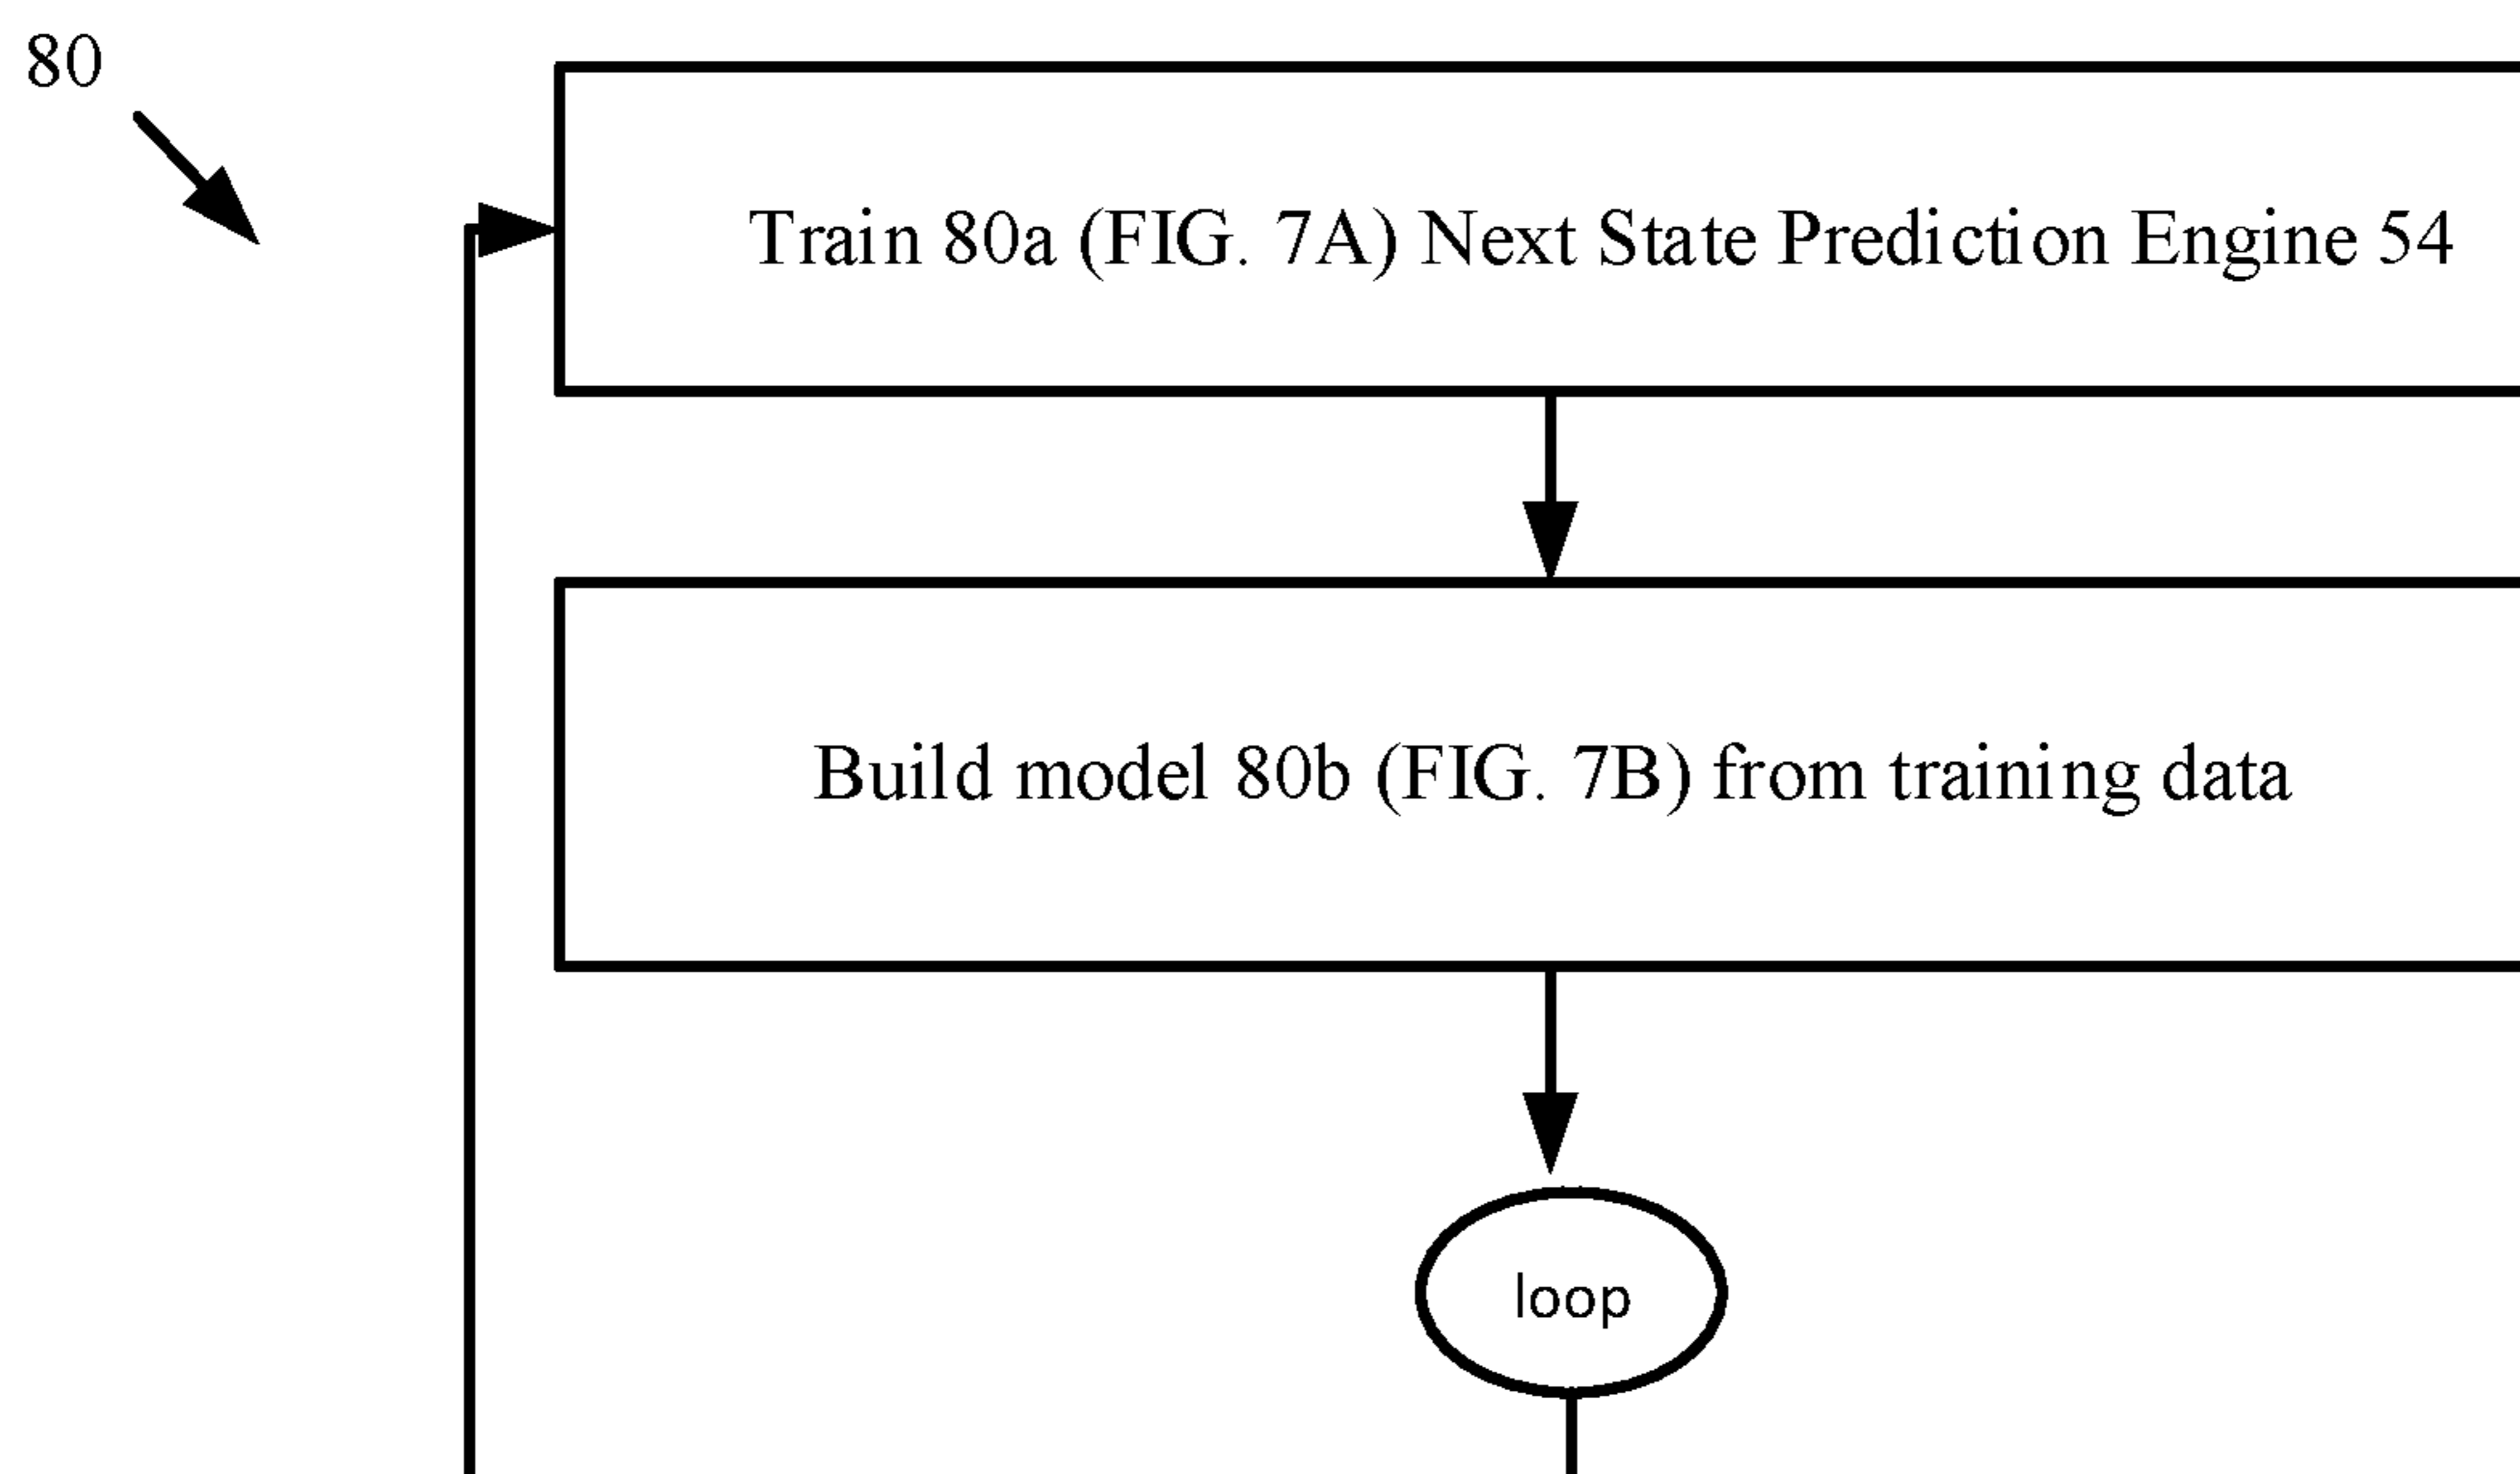 80
Train 80a (FIG. 7A) Next State Prediction Engine 54
Build model 80b (FIG. 7B) from training data
loop